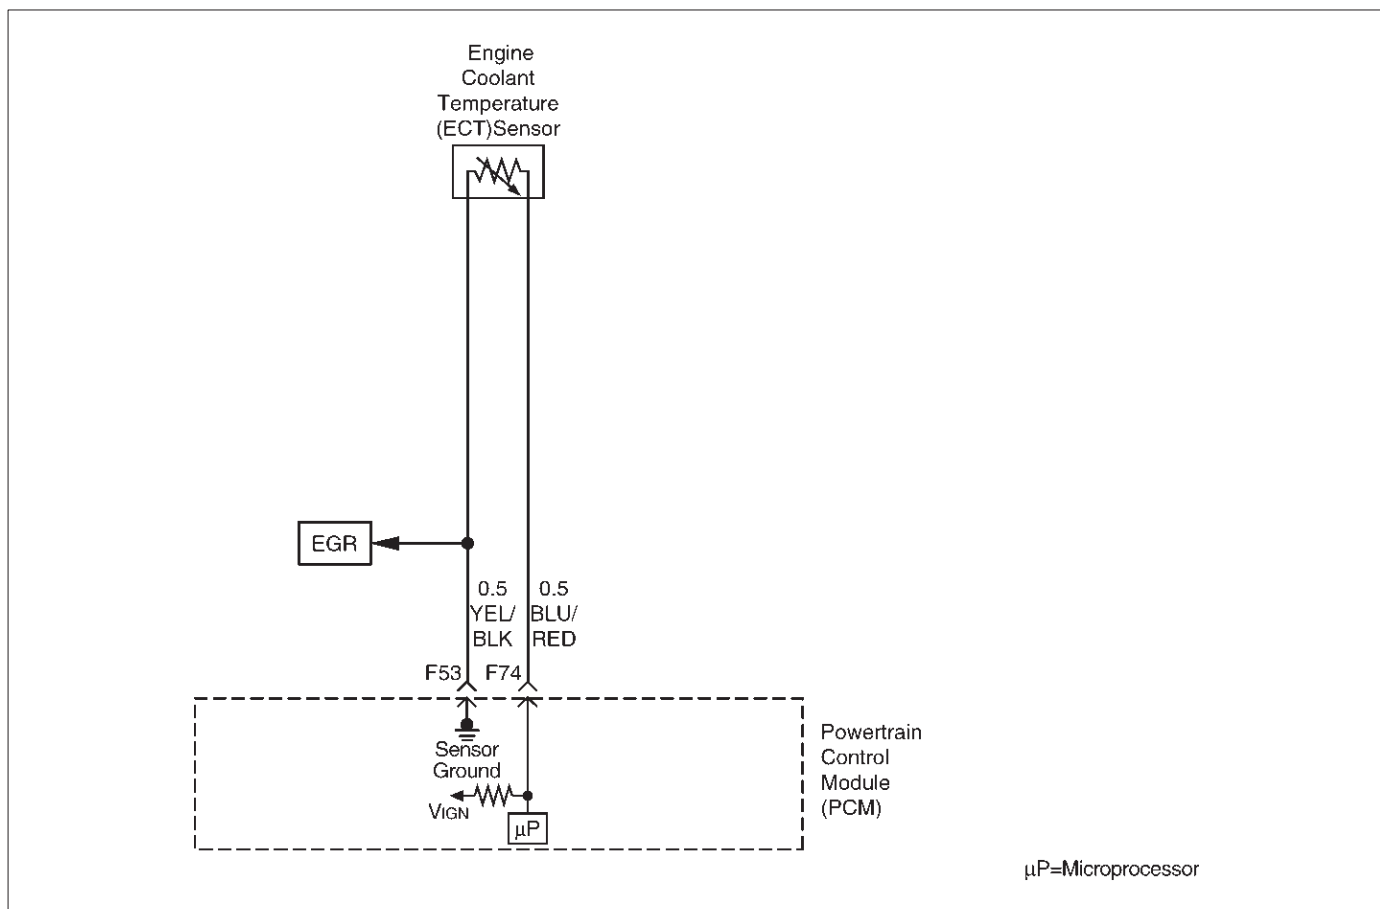 Engine
Coolant
Temperature
(ECT)Sensor
EGR
0.5
YEL/
BLK
0.5
BLU/
RED
F53
F74
Sensor
Ground
VIGN
µP
Powertrain
Control
Module
(PCM)
µP=Microprocessor